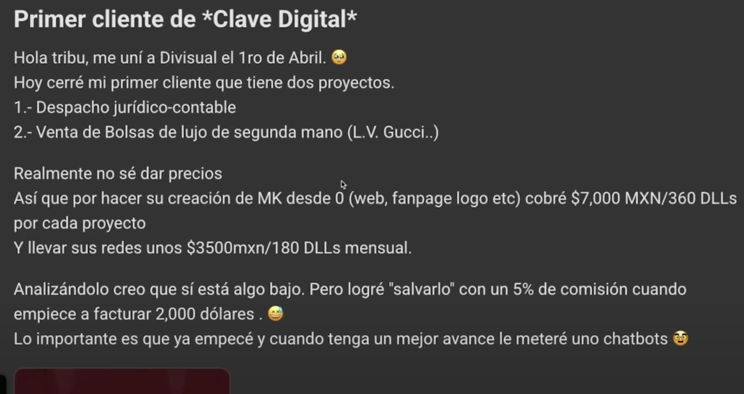 Primer cliente de *Clave Digital*
Hola tribu, me uní a Divisual el 1ro de Abril. 🥹
Hoy cerré mi primer cliente que tiene dos proyectos.
1.- Despacho jurídico-contable
2.- Venta de Bolsas de lujo de segunda mano (L.V. Gucci..)
Realmente no sé dar precios
Así que por hacer su creación de MK desde 0 (web, fanpage logo etc) cobré $7,000 MXN/360 DLLs
por cada proyecto
Y llevar sus redes unos $3500mxn/180 DLLs mensual.
Analizándolo creo que sí está algo bajo. Pero logré "salvarlo" con un 5% de comisión cuando
empiece a facturar 2,000 dólares . 😅
Lo importante es que ya empecé y cuando tenga un mejor avance le meteré uno chatbots 🤓